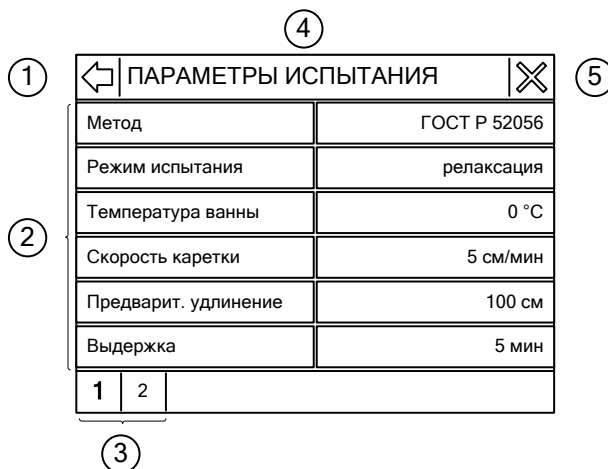 4
1
ПАРАМЕТРЫ ИСПЫТАНИЯ
5
Метод ГОСТ Р 52056
Режим испытания релаксация
Температура ванны 0 °C
2
Скорость каретки 5 см/мин
Предварит. удлинение 100 см
Выдержка 5 мин
1 2
3